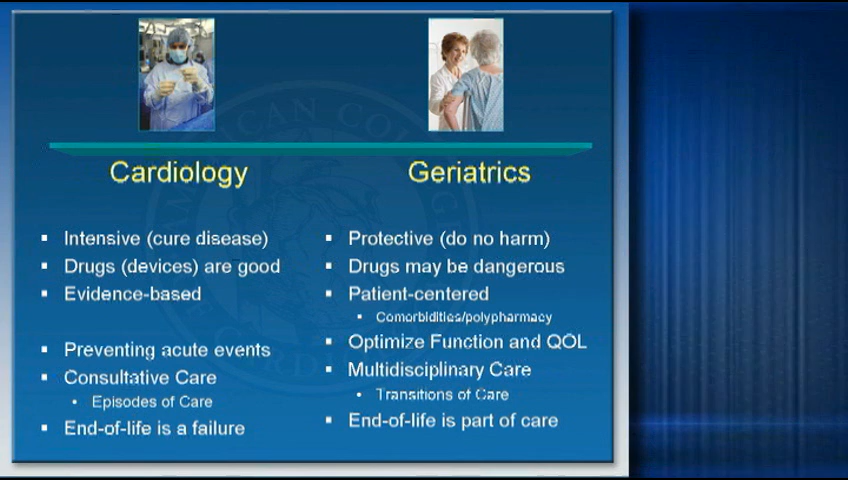 Cardiology
Intensive (cure disease)
Drugs (devices) are good
Evidence-based
Preventing acute events
Consultative Care
Episodes of Care
End-of-life is a failure
Geriatrics
Protective (do no harm)
Drugs may be dangerous
Patient-centered
Comorbidities/polypharmacy
Optimize Function and QOL
Multidisciplinary Care
Transitions of Care
End-of-life is part of care